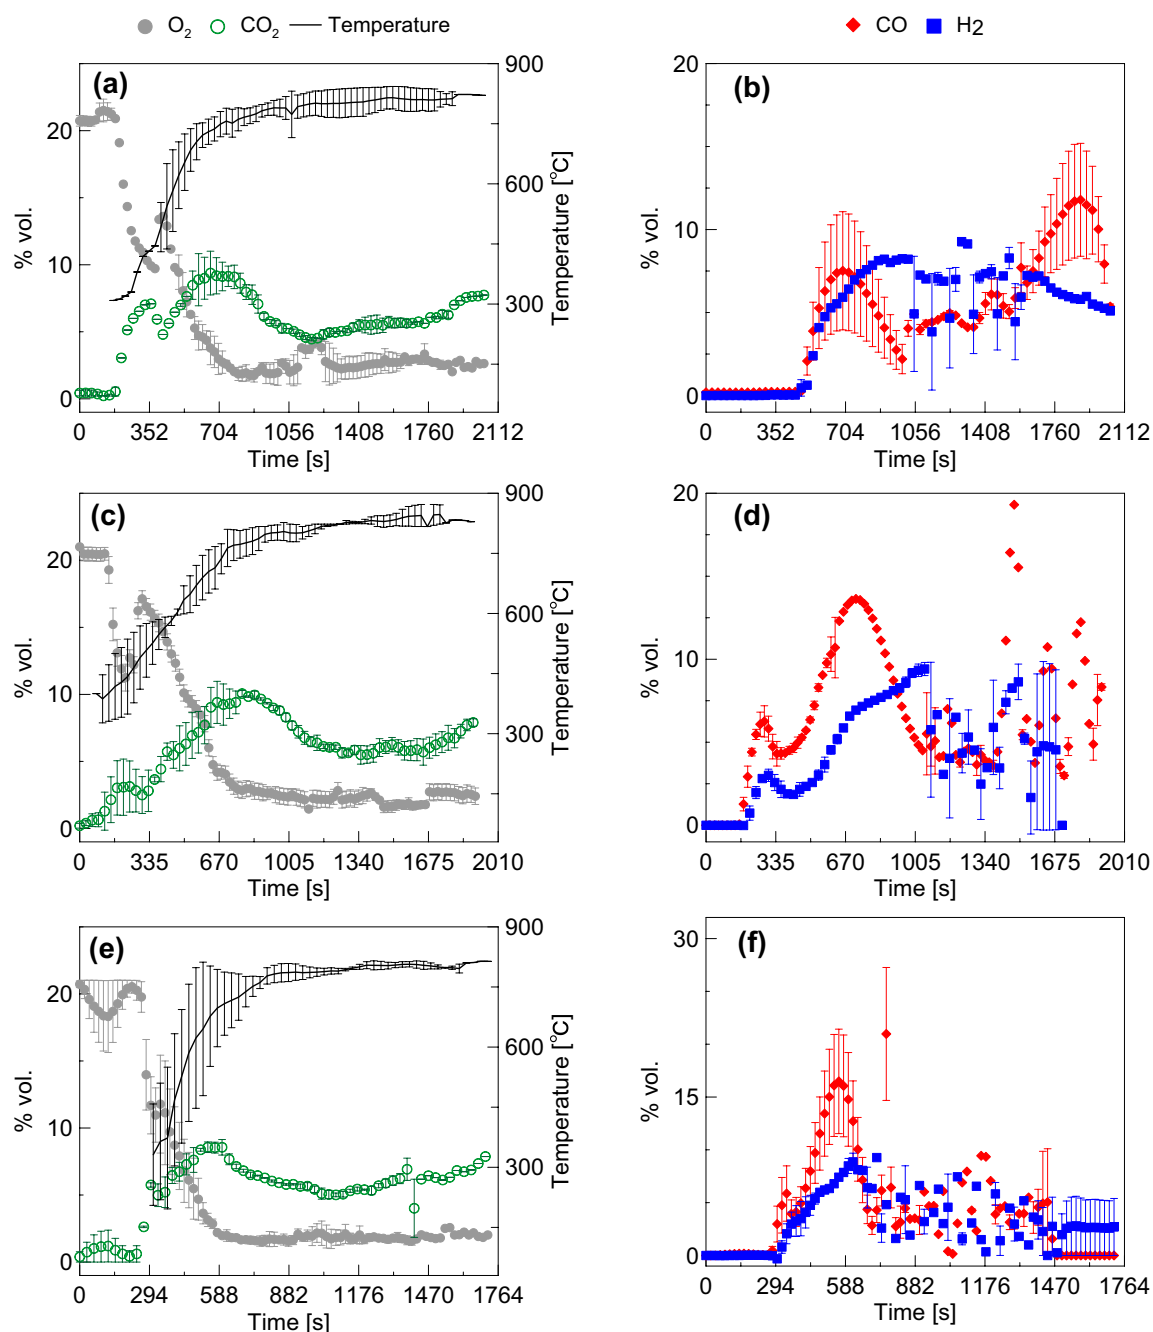 O2 CO2 Temperature
CO H2
(a)
% vol.
20
10
0
900
600
300
Temperature [°C]
0 352 704 1056 1408 1760 2112
Time [s]
(b)
% vol.
20
10
0
0 352 704 1056 1408 1760 2112
Time [s]
(c)
% vol.
20
10
0
900
600
300
Temperature [°C]
0 335 670 1005 1340 1675 2010
Time [s]
(d)
% vol.
20
10
0
0 335 670 1005 1340 1675 2010
Time [s]
(e)
% vol.
20
10
0
900
600
300
Temperature [°C]
0 294 588 882 1176 1470 1764
Time [s]
(f)
% vol.
30
15
0
0 294 588 882 1176 1470 1764
Time [s]